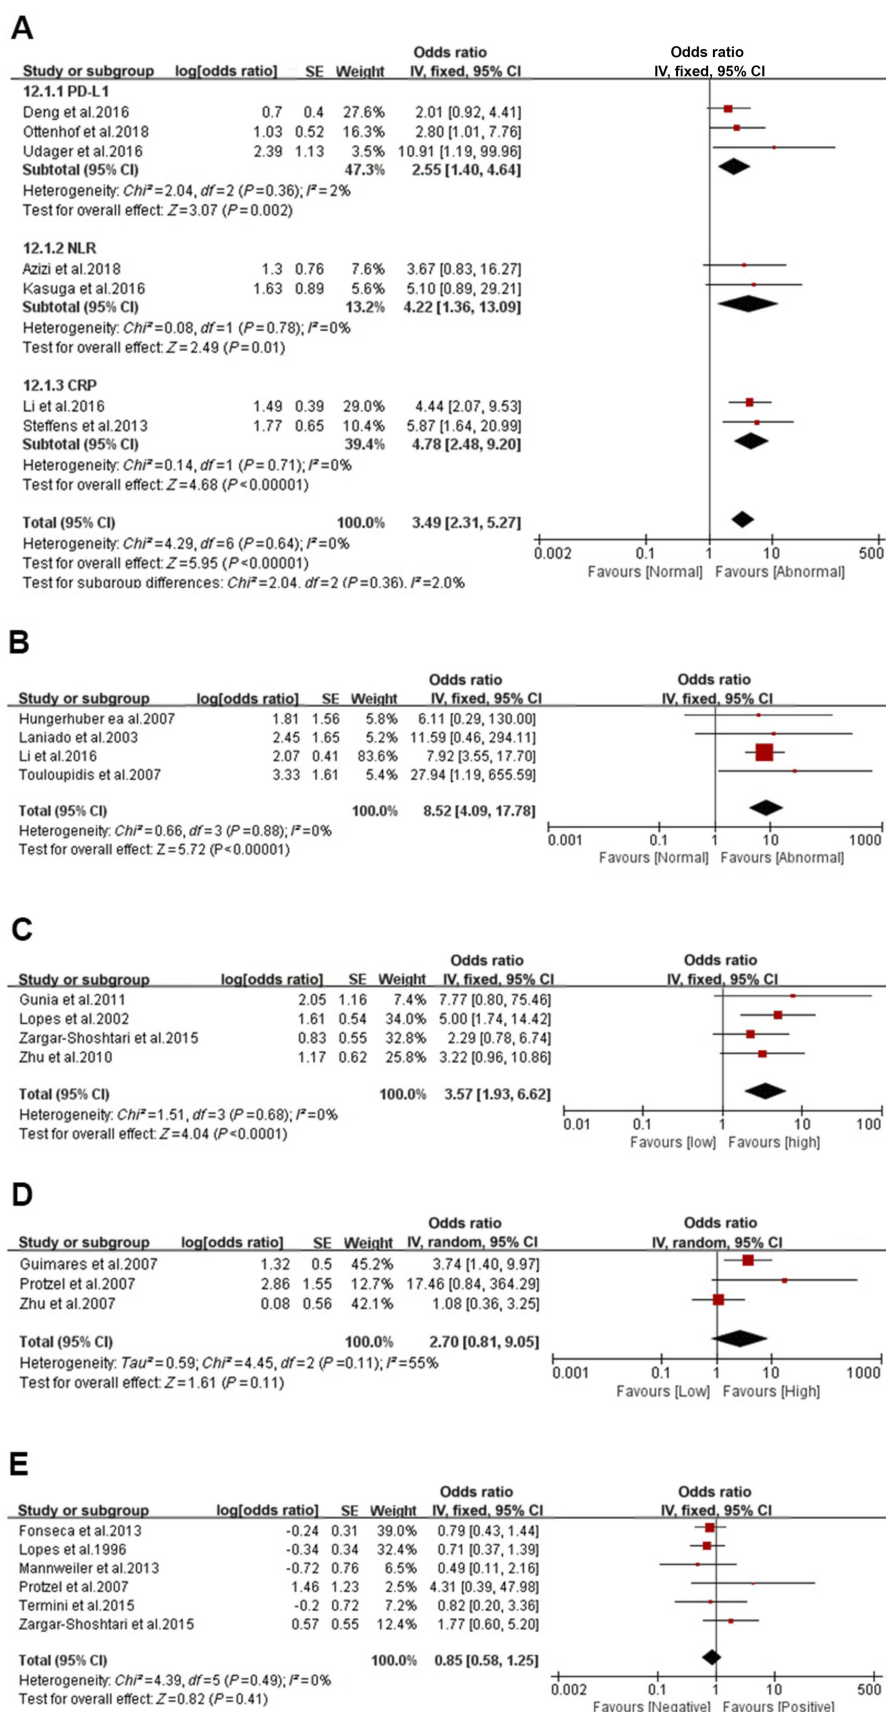 A
Odds ratio Odds ratio
Study or subgroup log[odds ratio] SE Weight IV, fixed, 95% CI IV, fixed, 95% CI
12.1.1 PD-L1
Deng et al.2016 0.7 0.4 27.6% 2.01 [0.92, 4.41]
Ottenhof et al.2018 1.03 0.52 16.3% 2.80 [1.01, 7.76]
Udager et al.2016 2.39 1.13 3.5% 10.91 [1.19, 99.96]
Subtotal (95% CI) 47.3% 2.55 [1.40, 4.64]
Heterogeneity: Chi²=2.04, df=2 (P=0.36); I²=2%
Test for overall effect: Z=3.07 (P=0.002)
12.1.2 NLR
Azizi et al.2018 1.3 0.76 7.6% 3.67 [0.83, 16.27]
Kasuga et al.2016 1.63 0.89 5.6% 5.10 [0.89, 29.21]
Subtotal (95% CI) 13.2% 4.22 [1.36, 13.09]
Heterogeneity: Chi²=0.08, df=1 (P=0.78); I²=0%
Test for overall effect: Z=2.49 (P=0.01)
12.1.3 CRP
Li et al.2016 1.49 0.39 29.0% 4.44 [2.07, 9.53]
Steffens et al.2013 1.77 0.65 10.4% 5.87 [1.64, 20.99]
Subtotal (95% CI) 39.4% 4.78 [2.48, 9.20]
Heterogeneity: Chi²=0.14, df=1 (P=0.71); I²=0%
Test for overall effect: Z=4.68 (P<0.00001)
Total (95% CI) 100.0% 3.49 [2.31, 5.27]
Heterogeneity: Chi²=4.29, df=6 (P=0.64); I²=0%
Test for overall effect: Z=5.95 (P<0.00001)
Test for subgroup differences: Chi²=2.04, df=2 (P=0.36), I²=2.0%
0.002 0.1 1 10 500
Favours [Normal] Favours [Abnormal]
B
Odds ratio Odds ratio
Study or subgroup log[odds ratio] SE Weight IV, fixed, 95% CI IV, fixed, 95% CI
Hungerhuber ea al.2007 1.81 1.56 5.8% 6.11 [0.29, 130.00]
Laniado et al.2003 2.45 1.65 5.2% 11.59 [0.46, 294.11]
Li et al.2016 2.07 0.41 83.6% 7.92 [3.55, 17.70]
Touloupidis et al.2007 3.33 1.61 5.4% 27.94 [1.19, 655.59]
Total (95% CI) 100.0% 8.52 [4.09, 17.78]
Heterogeneity: Chi²=0.66, df=3 (P=0.88); I²=0%
Test for overall effect: Z=5.72 (P<0.00001)
0.001 0.1 1 10 1000
Favours [Normal] Favours [Abnormal]
C
Odds ratio Odds ratio
Study or subgroup log[odds ratio] SE Weight IV, fixed, 95% CI IV, fixed, 95% CI
Gunia et al.2011 2.05 1.16 7.4% 7.77 [0.80, 75.46]
Lopes et al.2002 1.61 0.54 34.0% 5.00 [1.74, 14.42]
Zargar-Shoshtari et al.2015 0.83 0.55 32.8% 2.29 [0.78, 6.74]
Zhu et al.2010 1.17 0.62 25.8% 3.22 [0.96, 10.86]
Total (95% CI) 100.0% 3.57 [1.93, 6.62]
Heterogeneity: Chi²=1.51, df=3 (P=0.68); I²=0%
Test for overall effect: Z=4.04 (P<0.0001)
0.01 0.1 1 10 100
Favours [low] Favours [high]
D
Odds ratio Odds ratio
Study or subgroup log[odds ratio] SE Weight IV, random, 95% CI IV, random, 95% CI
Guimares et al.2007 1.32 0.5 45.2% 3.74 [1.40, 9.97]
Protzel et al.2007 2.86 1.55 12.7% 17.46 [0.84, 364.29]
Zhu et al.2007 0.08 0.56 42.1% 1.08 [0.36, 3.25]
Total (95% CI) 100.0% 2.70 [0.81, 9.05]
Heterogeneity: Tau²=0.59; Chi²=4.45, df=2 (P=0.11); I²=55%
Test for overall effect: Z=1.61 (P=0.11)
0.001 0.1 1 10 1000
Favours [Low] Favours [High]
E
Odds ratio Odds ratio
Study or subgroup log[odds ratio] SE Weight IV, fixed, 95% CI IV, fixed, 95% CI
Fonseca et al.2013 -0.24 0.31 39.0% 0.79 [0.43, 1.44]
Lopes et al.1996 -0.34 0.34 32.4% 0.71 [0.37, 1.39]
Mannweiler et al.2013 -0.72 0.76 6.5% 0.49 [0.11, 2.16]
Protzel et al.2007 1.46 1.23 2.5% 4.31 [0.39, 47.98]
Termini et al.2015 -0.2 0.72 7.2% 0.82 [0.20, 3.36]
Zargar-Shoshtari et al.2015 0.57 0.55 12.4% 1.77 [0.60, 5.20]
Total (95% CI) 100.0% 0.85 [0.58, 1.25]
Heterogeneity: Chi²=4.39, df=5 (P=0.49); I²=0%
Test for overall effect: Z=0.82 (P=0.41)
0.002 0.1 1 10 500
Favours [Negative] Favours [Positive]